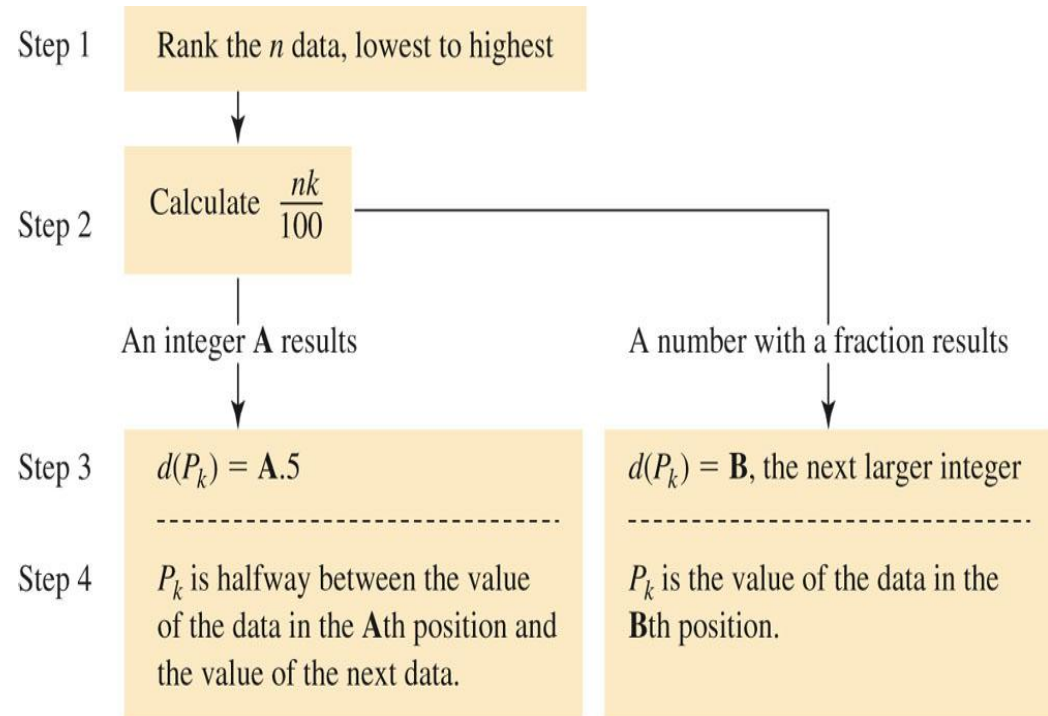 Step 1
Rank the n data, lowest to highest
Step 2
Calculate nk/100
An integer A results
A number with a fraction results
Step 3
d(Pk) = A.5
d(Pk) = B, the next larger integer
Step 4
Pk is halfway between the value
of the data in the Ath position and
the value of the next data.
Pk is the value of the data in the
Bth position.